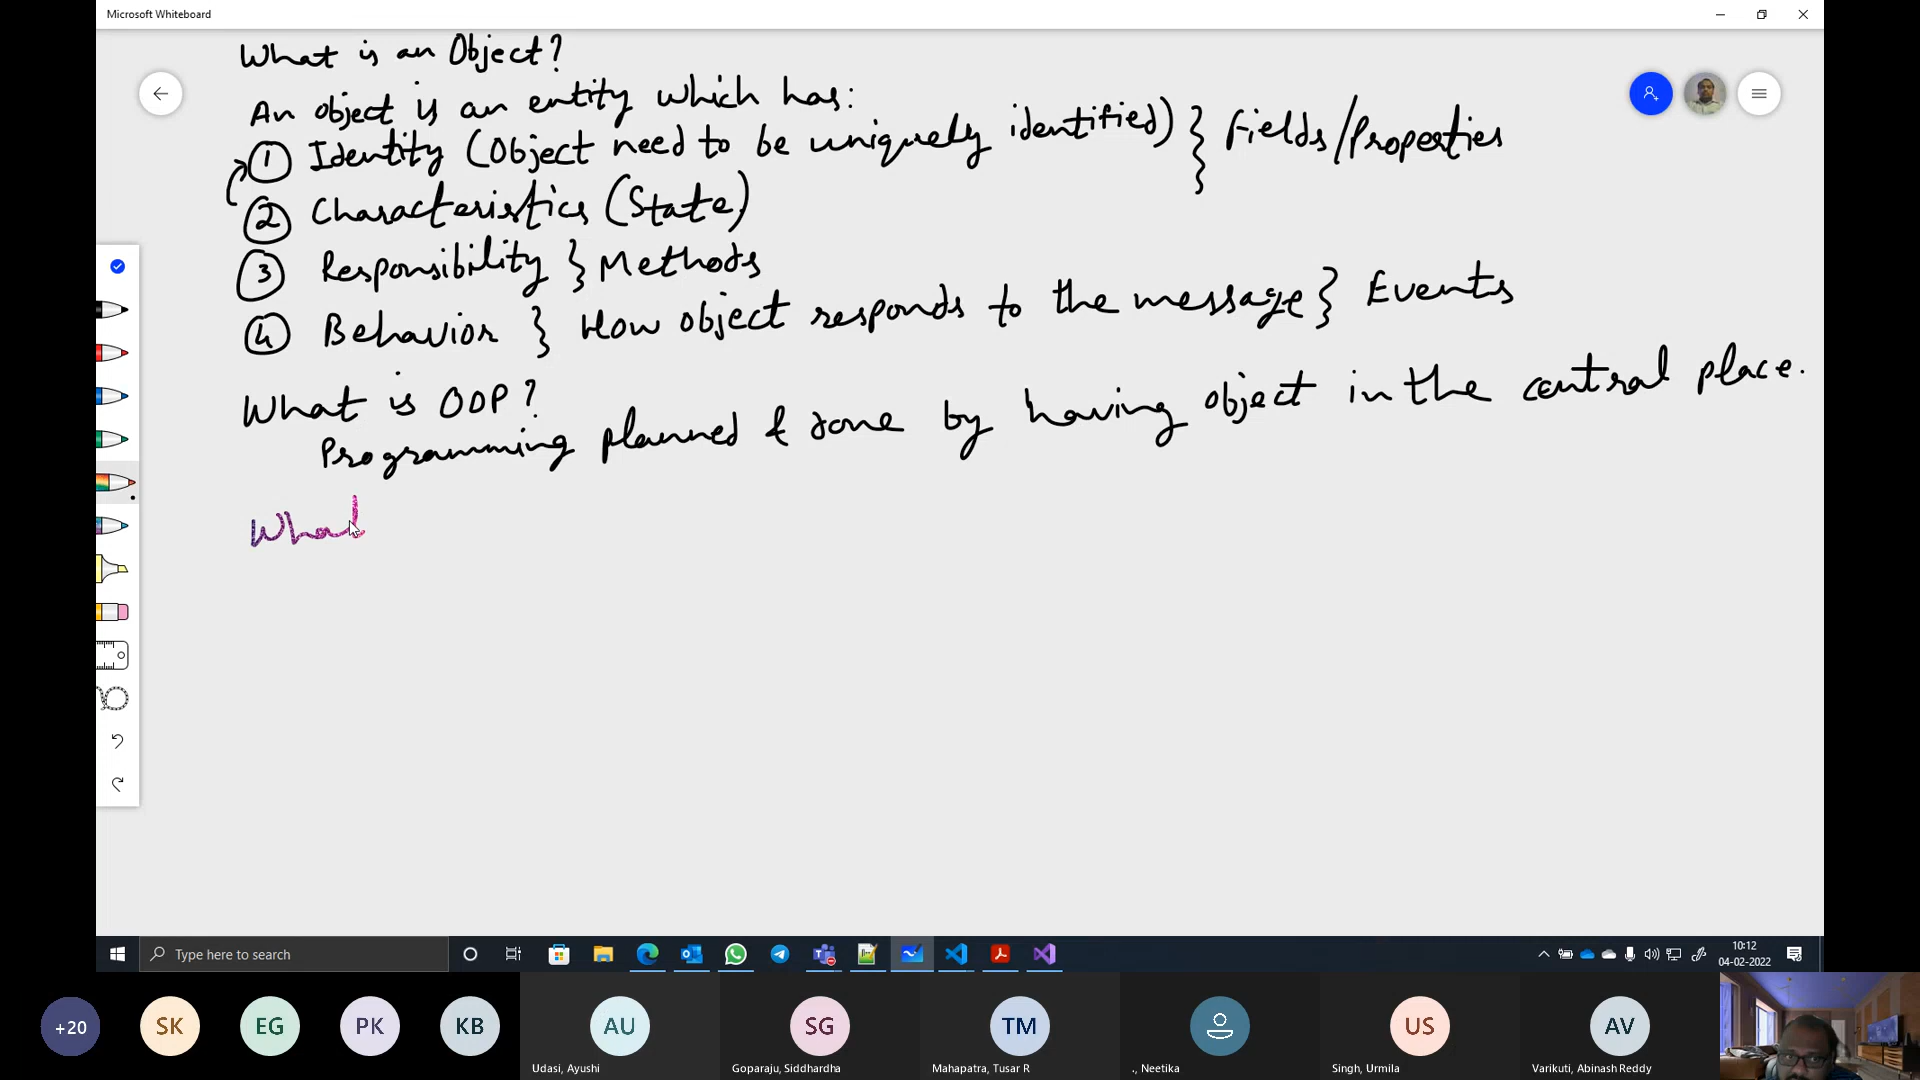 Microsoft Whiteboard
What is an Object?
An object is an entity which has:
① Identity (Object need to be uniquely identified) } Fields/Properties
② Characteristics (State)
③ Responsibility } Methods
④ Behavior } How object responds to the message } Events
What is OOP?
Programming planned & done by having object in the central place.
What
Type here to search
10:12
04-02-2022
+20
SK
EG
PK
KB
AU
SG
TM
US
AV
Udasi, Ayushi
Goparaju, Siddhardha
Mahapatra, Tusar R
., Neetika
Singh, Urmila
Varikuti, Abinash Reddy